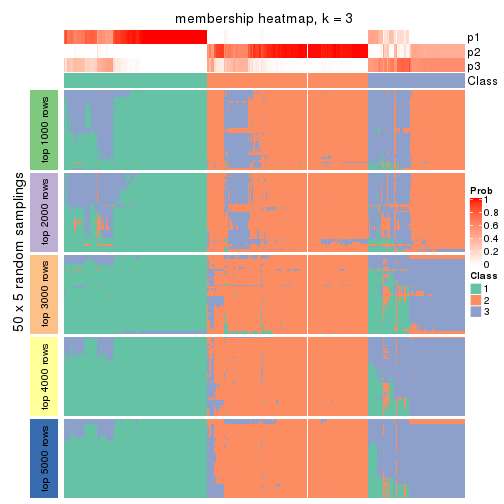 membership heatmap, k = 3
p1
p2
p3
Class
50 x 5 random samplings
top 1000 rows
top 2000 rows
top 3000 rows
top 4000 rows
top 5000 rows
Prob
1
0.8
0.6
0.4
0.2
0
Class
1
2
3